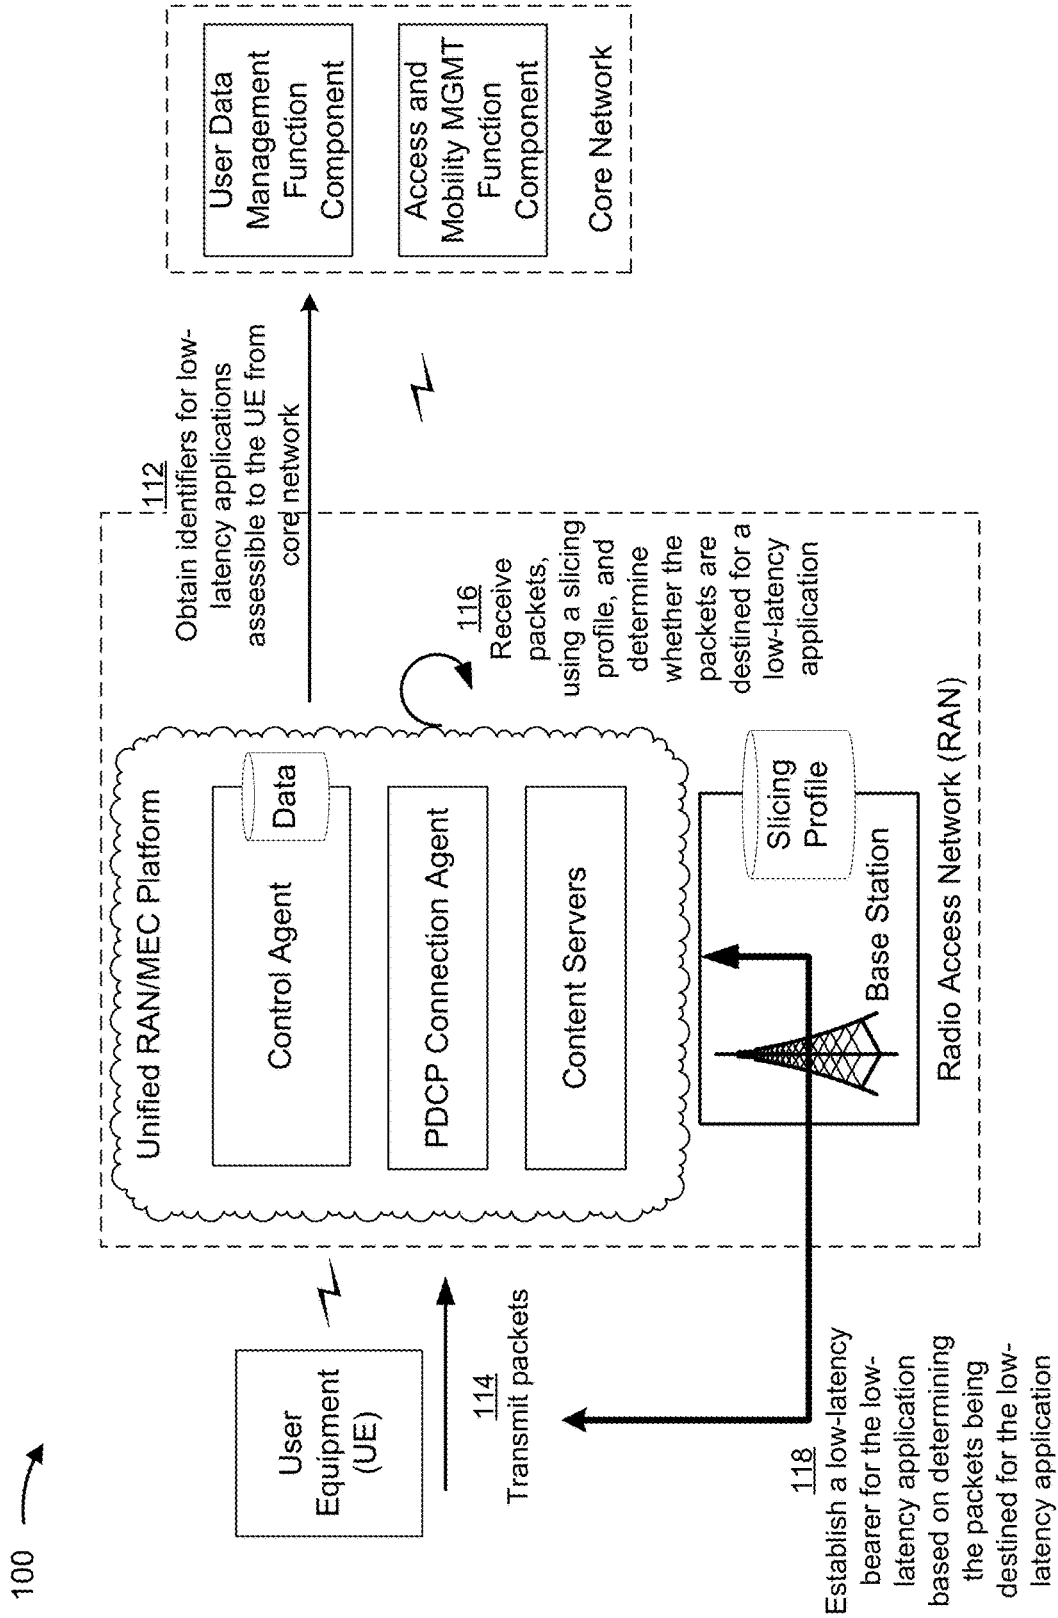 100
User
Equipment
(UE)
114
Transmit packets
118
Establish a low-latency
bearer for the low-
latency application
based on determining
the packets being
destined for the low-
latency application
Unified RAN/MEC Platform
Control Agent
Data
PDCP Connection Agent
Content Servers
Slicing
Profile
Base Station
Radio Access Network (RAN)
112
Obtain identifiers for low-
latency applications
assessible to the UE from
core network
116
Receive
packets,
using a slicing
profile, and
determine
whether the
packets are
destined for a
low-latency
application
User Data
Management
Function
Component
Access and
Mobility MGMT
Function
Component
Core Network